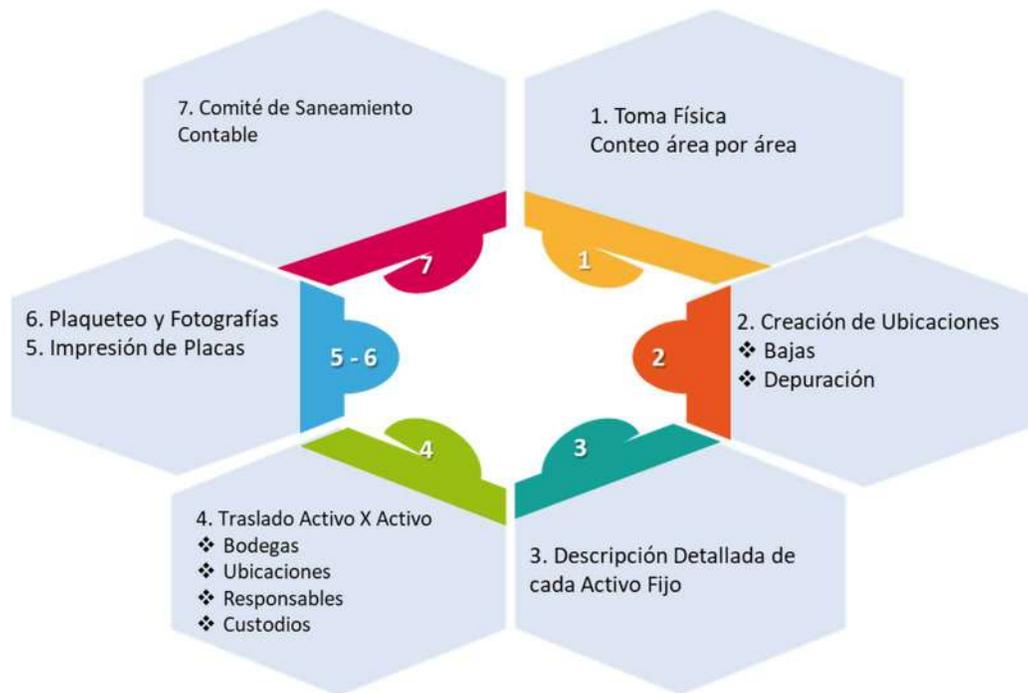 7. Comité de Saneamiento
Contable
1. Toma Física
Conteo área por área
7
1
6. Plaqueteo y Fotografías
5. Impresión de Placas
5 - 6
2
2. Creación de Ubicaciones
❖ Bajas
❖ Depuración
4
3
4. Traslado Activo X Activo
❖ Bodegas
❖ Ubicaciones
❖ Responsables
❖ Custodios
3. Descripción Detallada de
cada Activo Fijo